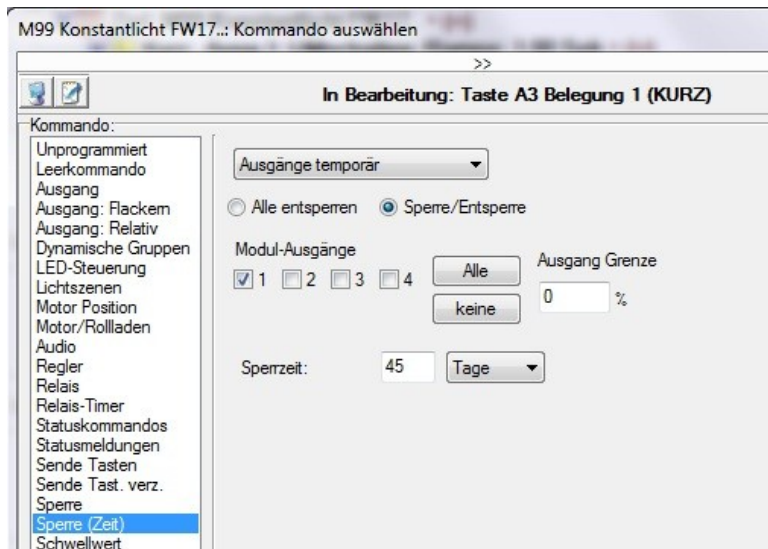 M99 Konstantlicht FW17..: Kommando auswählen
>>
In Bearbeitung: Taste A3 Belegung 1 (KURZ)
Kommando:
Unprogrammiert
Leerkommando
Ausgang
Ausgang: Flackern
Ausgang: Relativ
Dynamische Gruppen
LED-Steuerung
Lichtszenen
Motor Position
Motor/Rollladen
Audio
Regler
Relais
Relais-Timer
Statuskommandos
Statusmeldungen
Sende Tasten
Sende Tast. verz.
Sperre
Sperre (Zeit)
Schwellwert
Ausgänge temporär
Alle entsperren Sperre/Entsperre
Modul-Ausgänge
1 2 3 4
Alle
keine
Ausgang Grenze
0 %
Sperrzeit: 45 Tage